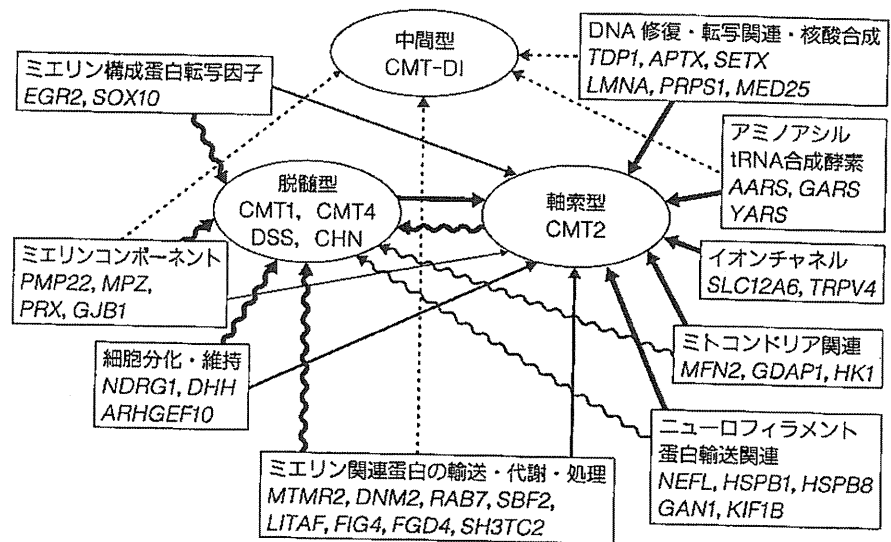 中間型
CMT-DI
DNA 修復・転写関連・核酸合成
TDP1, APTX, SETX
LMNA, PRPS1, MED25
ミエリン構成蛋白転写因子
EGR2, SOX10
アミノアシル
tRNA合成酵素
AARS, GARS
YARS
脱髄型
CMT1, CMT4
DSS, CHN
軸索型
CMT2
ミエリンコンポーネント
PMP22, MPZ,
PRX, GJB1
イオンチャネル
SLC12A6, TRPV4
細胞分化・維持
NDRG1, DHH
ARHGEF10
ミトコンドリア関連
MFN2, GDAP1, HK1
ミエリン関連蛋白の輸送・代謝・処理
MTMR2, DNM2, RAB7, SBF2,
LITAF, FIG4, FGD4, SH3TC2
ニューロフィラメント
蛋白輸送関連
NEFL, HSPB1, HSPB8
GAN1, KIF1B